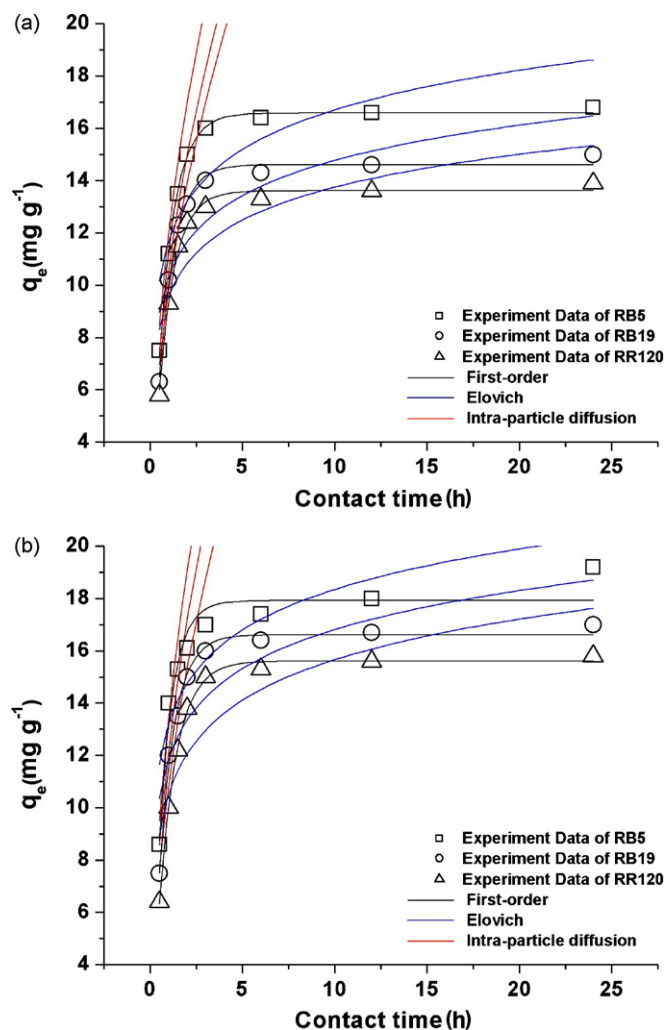 (a)
20
18
16
14
12
10
8
6
4
qe(mg g-1)
Experiment Data of RB5
Experiment Data of RB19
Experiment Data of RR120
First-order
Elovich
Intra-particle diffusion
0 5 10 15 20 25
Contact time(h)
(b)
20
18
16
14
12
10
8
6
4
qe(mg g-1)
Experiment Data of RB5
Experiment Data of RB19
Experiment Data of RR120
First-order
Elovich
Intra-particle diffusion
0 5 10 15 20 25
Contact time(h)